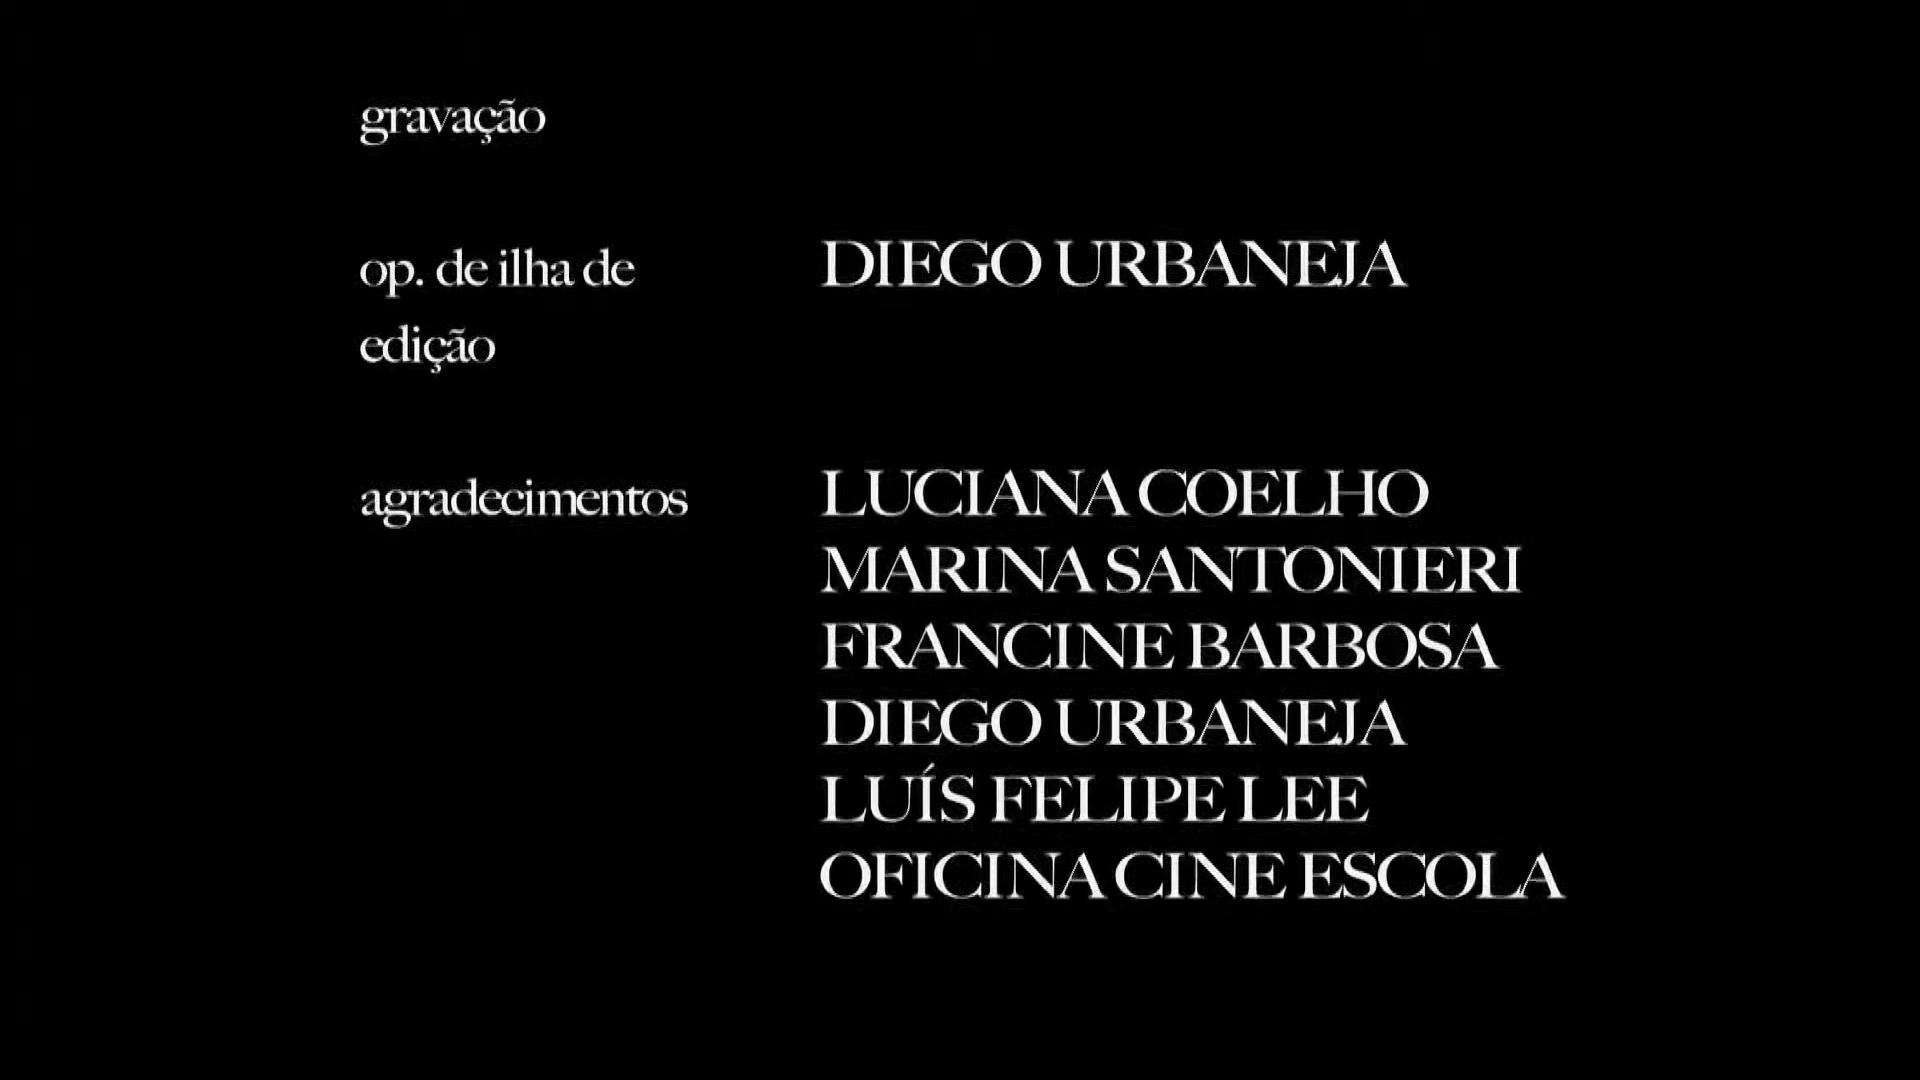 gravação
op. de ilha de DIEGO URBANEJA
edição
agradecimentos LUCIANA COELHO
MARINA SANTONIERI
FRANCINE BARBOSA
DIEGO URBANEJA
LUÍS FELIPE LEE
OFICINA CINE ESCOLA